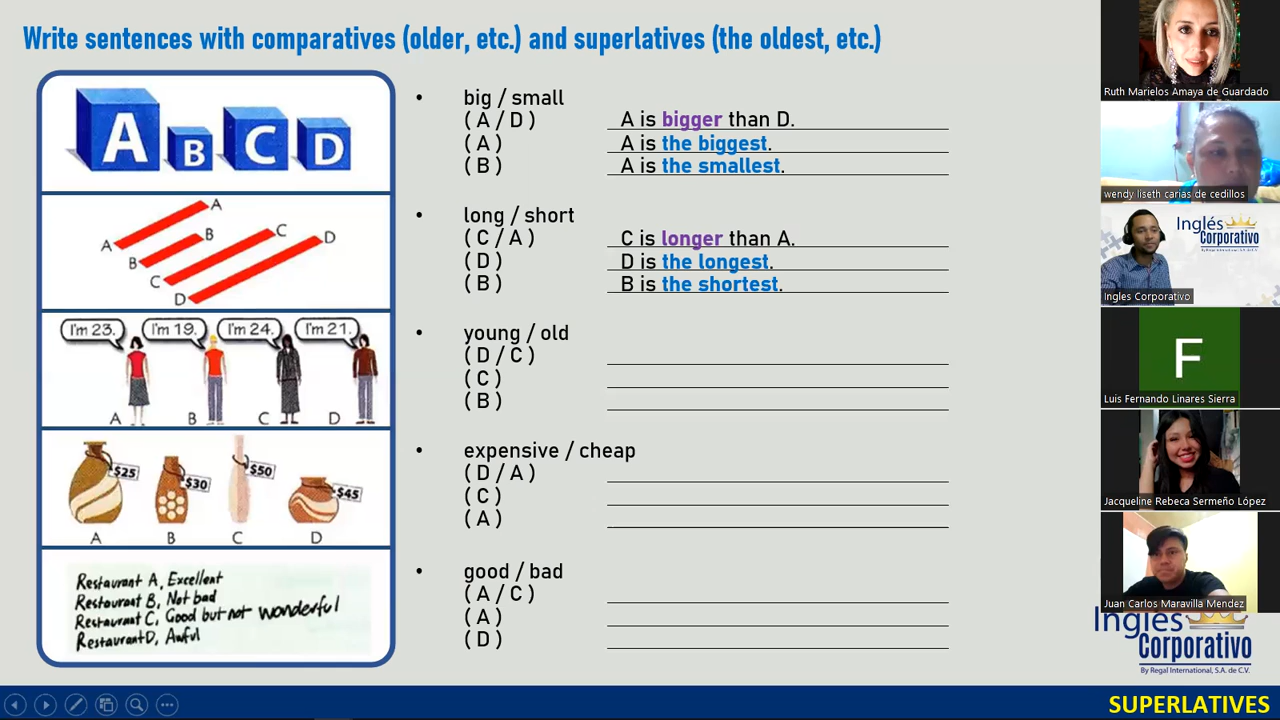 Write sentences with comparatives (older, etc.) and superlatives (the oldest, etc.)
A B C D
A A
B B
C C
D D
I'm 23. I'm 19. I'm 24. I'm 21.
A B C D
$25 $30 $50 $45
A B C D
Restaurant A, Excellent
Restaurant B, Not bad
Restaurant C, Good but not wonderful
Restaurant D, Awful
• big / small
( A / D ) A is bigger than D.
( A ) A is the biggest.
( B ) A is the smallest.
• long / short
( C / A ) C is longer than A.
( D ) D is the longest.
( B ) B is the shortest.
• young / old
( D / C )
( C )
( B )
• expensive / cheap
( D / A )
( C )
( A )
• good / bad
( A / C )
( A )
( D )
Ruth Marielos Amaya de Guardado
wendy liseth carias de cedillos
Inglés
Corporativo
By Regal International, S.A. de C.V.
Ingles Corporativo
F
Luis Fernando Linares Sierra
Jacqueline Rebeca Sermeño López
Juan Carlos Maravilla Mendez
Inglés
Corporativo
By Regal International, S.A. de C.V.
SUPERLATIVES